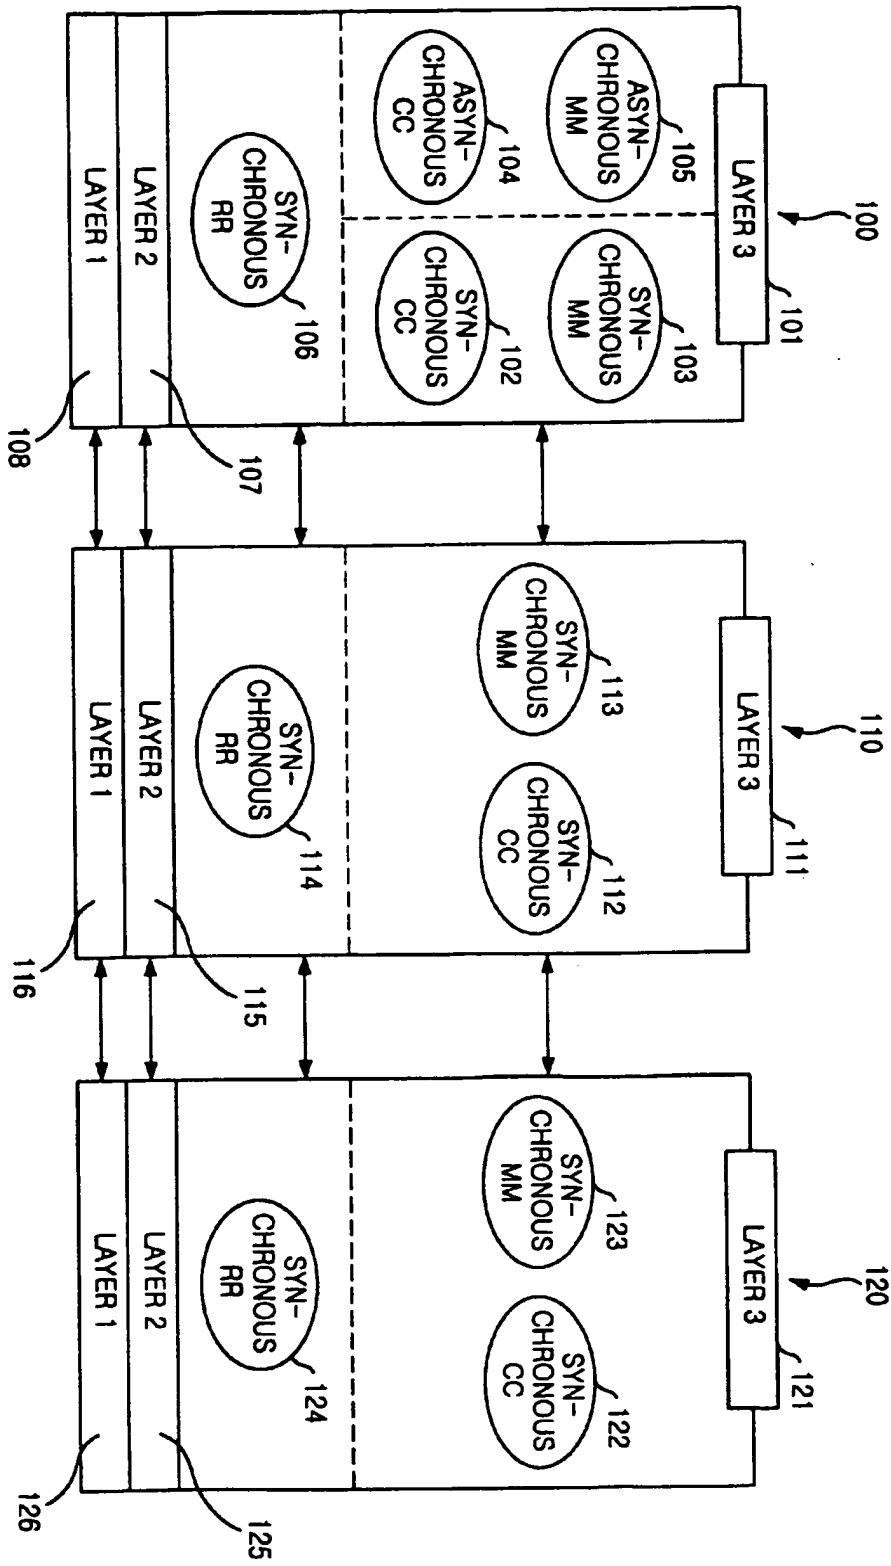 100
LAYER 3
101
ASYN-
CHRONOUS
MM
105
SYN-
CHRONOUS
MM
103
ASYN-
CHRONOUS
CC
104
SYN-
CHRONOUS
CC
102
SYN-
CHRONOUS
RR
106
LAYER 2
107
LAYER 1
108
110
LAYER 3
111
SYN-
CHRONOUS
MM
113
SYN-
CHRONOUS
CC
112
SYN-
CHRONOUS
RR
114
LAYER 2
115
LAYER 1
116
120
LAYER 3
121
SYN-
CHRONOUS
MM
123
SYN-
CHRONOUS
CC
122
SYN-
CHRONOUS
RR
124
LAYER 2
125
LAYER 1
126